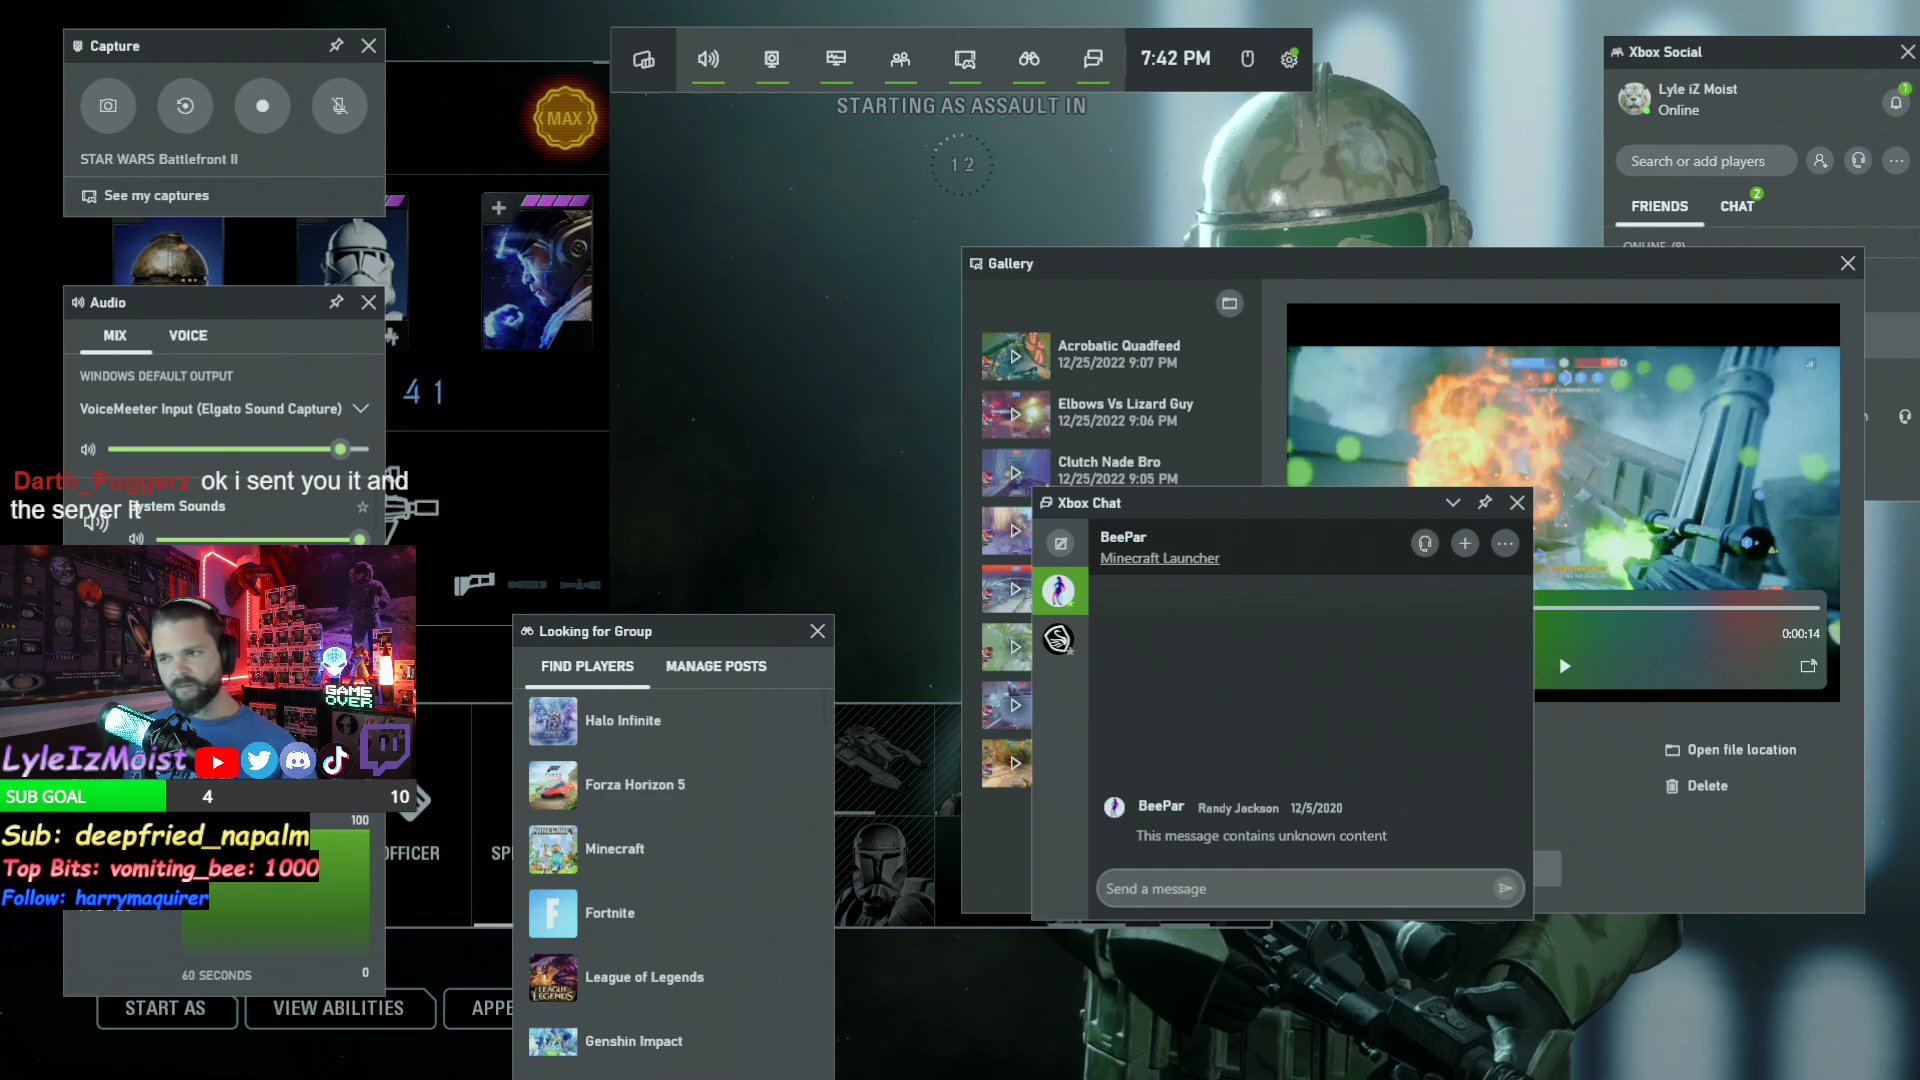 Capture
STAR WARS Battlefront II
See my captures
MAX
7:42 PM
STARTING AS ASSAULT IN
12
Xbox Social
Lyle iZ Moist
Online
1
Search or add players
FRIENDS
CHAT
2
Audio
MIX
VOICE
WINDOWS DEFAULT OUTPUT
VoiceMeeter Input (Elgato Sound Capture)
41
Darth_Puggerz ok i sent you it and
the server it
System Sounds
GAME
OVER
LyleIzMoist
SUB GOAL
4
10
Sub: deepfried_napalm
Top Bits: vomiting_bee: 1000
Follow: harrymaquirer
100
60 SECONDS
0
OFFICER
START AS
VIEW ABILITIES
Looking for Group
FIND PLAYERS
MANAGE POSTS
Halo Infinite
Forza Horizon 5
Minecraft
Fortnite
League of Legends
Genshin Impact
Gallery
Acrobatic Quadfeed
12/25/2022 9:07 PM
Elbows Vs Lizard Guy
12/25/2022 9:06 PM
Clutch Nade Bro
12/25/2022 9:05 PM
0:00:14
Open file location
Delete
Xbox Chat
BeePar
Minecraft Launcher
BeePar Randy Jackson 12/5/2020
This message contains unknown content
Send a message